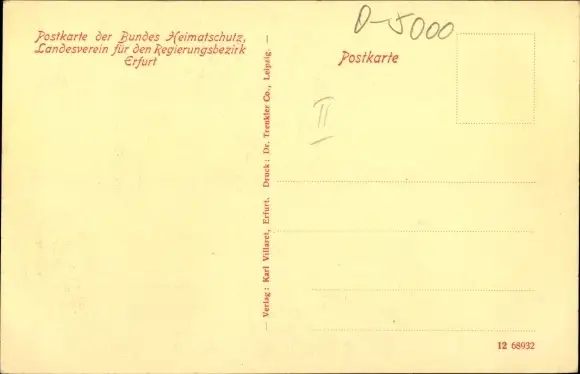 Postkarte der Bundes Heimatschutz,
Landesverein für den Regierungsbezirk
Erfurt
— Verlag: Karl Villaret, Erfurt. Druck: Dr. Trenkler Co., Leipzig. —
D-5000
Postkarte
II
12 68932